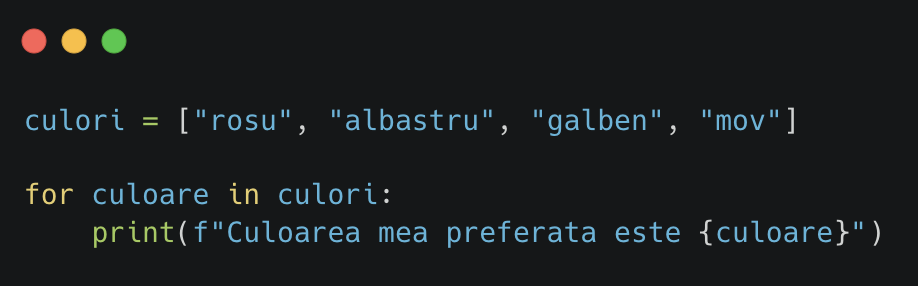 culori = ["rosu", "albastru", "galben", "mov"]
for culoare in culori:
    print(f"Culoarea mea preferata este {culoare}")